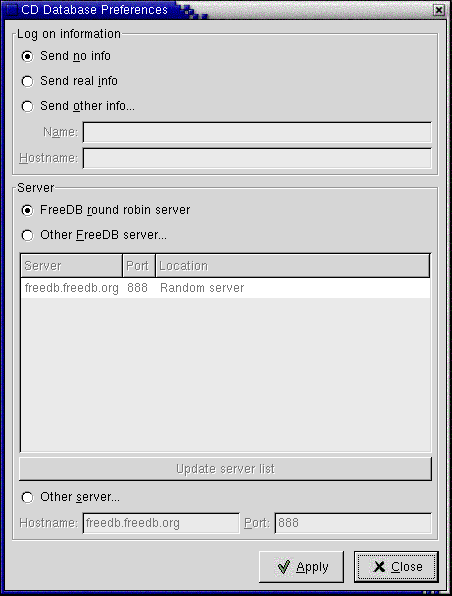 CD Database Preferences
Log on information
Send no info
Send real info
Send other info...
Name:
Hostname:
Server
FreeDB round robin server
Other FreeDB server...
Server Port Location
freedb.freedb.org 888 Random server
Update server list
Other server...
Hostname: freedb.freedb.org Port: 888
Apply Close